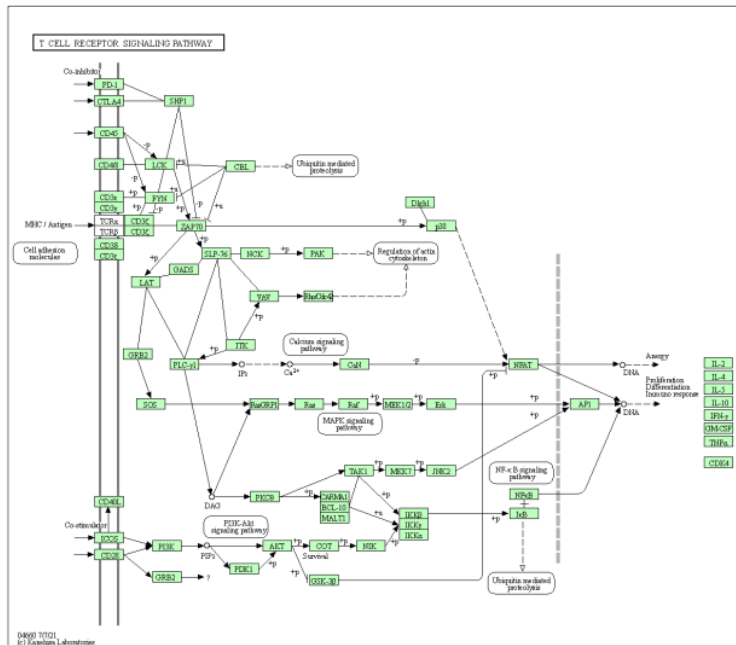 T CELL RECEPTOR SIGNALING PATHWAY
Co-inhibitor
PD-1
CTLA4
SHP1
CD45
-p
-p
CD4/8
LCK
+u
CBL
Ubiquitin mediated
proteolysis
CD3ε
CD3γ
+p
FYN
+p
+p
-p
+u
+u
Dlgh1
MHC / Antigen
TCRα
TCRβ
CD3ζ
CD3ζ
ZAP70
+p
p38
Cell adhesion
molecules
CD3δ
CD3ε
+p
+p
SLP-76
NCK
PAK
Regulation of actin
cytoskeleton
GADS
LAT
VAV
+p
ITK
+p
GRB2
PLC-γ1
IP3
Ca2+
Calcium signaling
pathway
CaN
-p
NFAT
+p
DNA
Anergy
Proliferation
Differentiation
Immuno response
DNA
SOS
RasGRP1
Ras
Raf
+p
MEK1/2
+p
Erk
+p
AP1
MAPK signaling
pathway
IL-2
IL-4
IL-5
IL-10
IFN-γ
GM-CSF
TNFα
CDK4
TAK1
+p
MEK7
+p
JNK2
+p
DAG
PKCθ
+p
CARMA1
BCL-10
MALT1
+p
+u
IKKβ
IKKγ
IKKα
+p
NF-κB signaling
pathway
NFκB
IκB
CD40L
Co-stimulator
ICOS
CD28
PI3K
PIP3
PI3K-Akt
signaling pathway
AKT
+p
COT
+p
NIK
+p
Survival
PDK1
+p
+p
GSK-3β
GRB2
?
Ubiquitin mediated
proteolysis
04660 7/7/21
(c) Kanehisa Laboratories